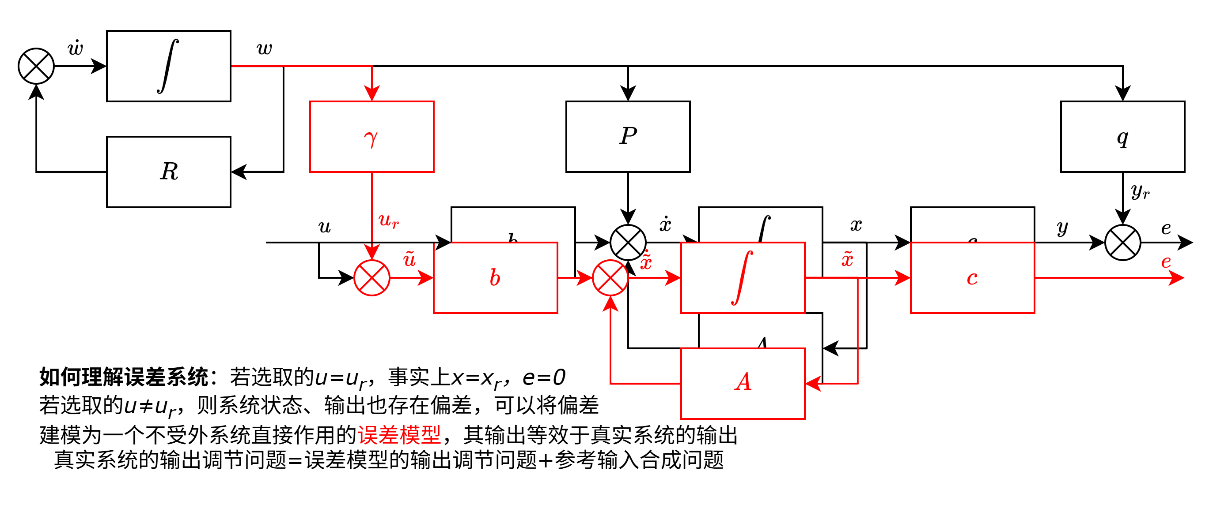 ẇ
∫
w
R
γ
P
q
u
u_r
y_r
b
ẋ
∫
x
c
y
e
ũ
b
x̃̇
∫
x̃
c
e
A
A
如何理解误差系统：若选取的u=u_r，事实上x=x_r，e=0
若选取的u≠u_r，则系统状态、输出也存在偏差，可以将偏差
建模为一个不受外系统直接作用的误差模型，其输出等效于真实系统的输出
真实系统的输出调节问题=误差模型的输出调节问题+参考输入合成问题